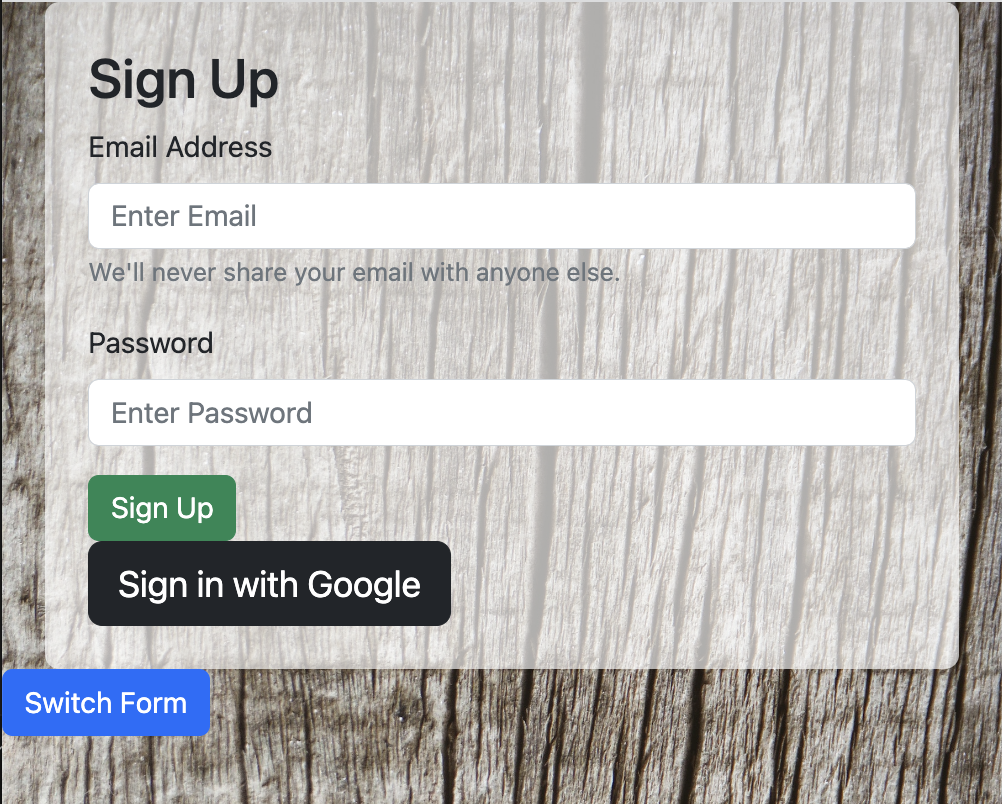 Sign Up
Email Address
Enter Email
We'll never share your email with anyone else.
Password
Enter Password
Sign Up
Sign in with Google
Switch Form